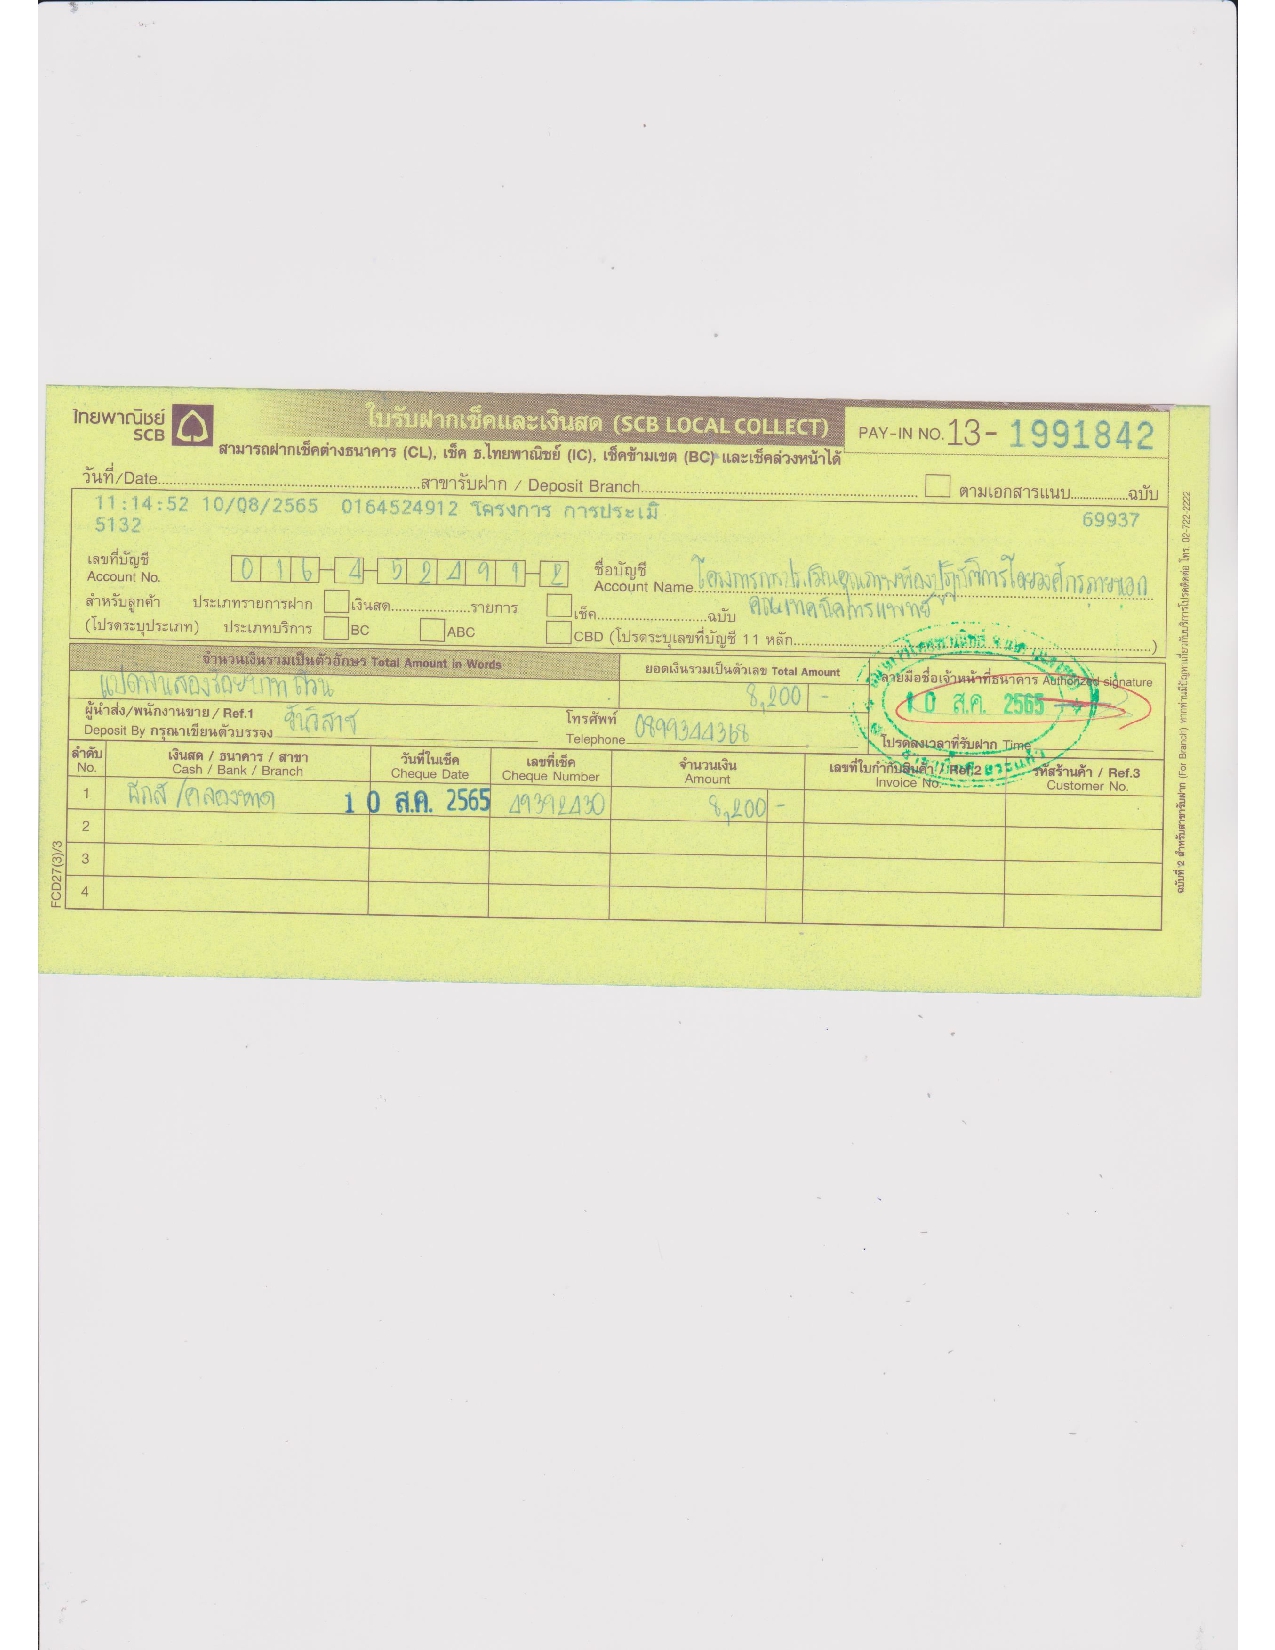 ไทยพาณิชย์
SCB
ใบรับฝากเช็คและเงินสด (SCB LOCAL COLLECT)
PAY-IN NO. 13- 1991842
สามารถฝากเช็คต่างธนาคาร (CL), เช็ค ธ.ไทยพาณิชย์ (IC), เช็คข้ามเขต (BC) และเช็คล่วงหน้าได้
วันที่/Date สาขารับฝาก / Deposit Branch ตามเอกสารแนบ ฉบับ
11:14:52 10/08/2565 0164524912 โครงการ การประเมิ 69937
5132
เลขที่บัญชี
Account No. 016-4-52491-2
ชื่อบัญชี
Account Name โครงการการประเมินคุณภาพห้องปฏิบัติการโดยองค์กรภายนอก
คณะเทคนิคการแพทย์
สำหรับลูกค้า ประเภทรายการฝาก เงินสด รายการ เช็ค ฉบับ
(โปรดระบุประเภท) ประเภทบริการ BC ABC CBD (โปรดระบุเลขที่บัญชี 11 หลัก )
จำนวนเงินรวมเป็นตัวอักษร Total Amount in Words ยอดเงินรวมเป็นตัวเลข Total Amount ลายมือชื่อเจ้าหน้าที่ธนาคาร Authorized signature
แปดพันสองร้อยบาทถ้วน 8,200 -
10 ส.ค. 2565
ผู้นำส่ง/พนักงานขาย / Ref.1 โทรศัพท์
Deposit By กรุณาเขียนตัวบรรจง Telephone 0899344368 โปรดลงเวลาที่รับฝาก Time
ลำดับ เงินสด / ธนาคาร / สาขา วันที่ในเช็ค เลขที่เช็ค จำนวนเงิน เลขที่ใบกำกับสินค้า / Ref.2 รหัสร้านค้า / Ref.3
No. Cash / Bank / Branch Cheque Date Cheque Number Amount Invoice No. Customer No.
1 /คลองหาด 10 ส.ค. 2565 49392430 8,200 -
2
3
4
FCD27(3)/3
ฉบับที่ 2 สำหรับสาขารับฝาก (For Branch) หากท่านมีปัญหาเกี่ยวกับบริการโปรดติดต่อ โทร. 02-722-2222